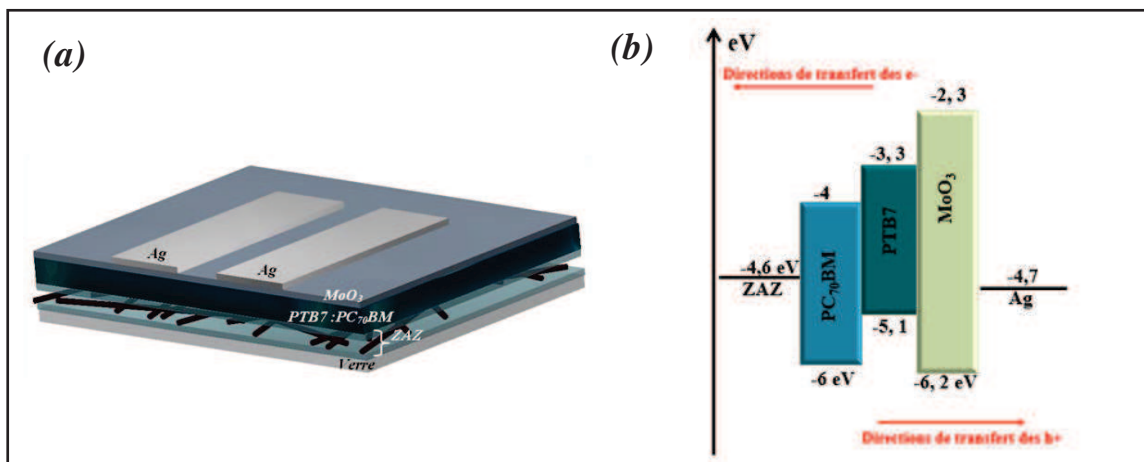 (a)
Ag
Ag
MoO₃
PTB7 :PC₇₀BM
ZAZ
Verre
(b)
eV
Directions de transfert des e-
-2, 3
-3, 3
-4
MoO₃
PTB7
PC₇₀BM
-4,6 eV
ZAZ
-4,7
Ag
-5, 1
-6 eV
-6, 2 eV
Directions de transfert des h+